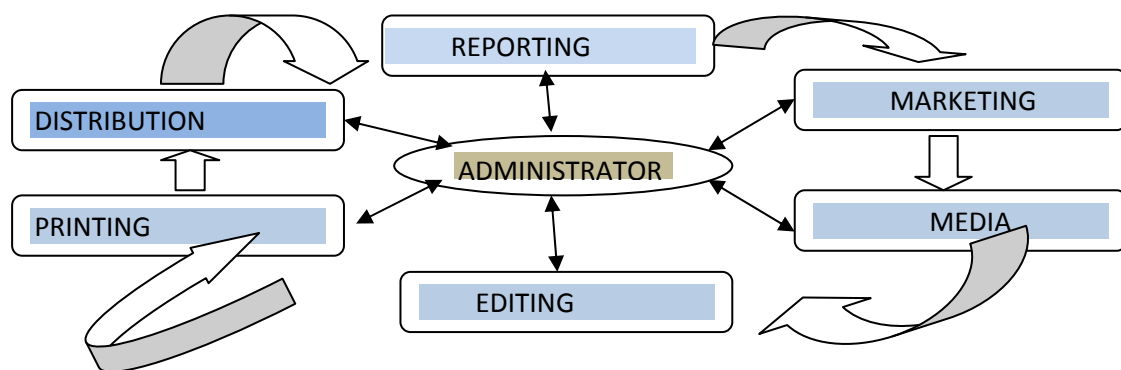 REPORTING
MARKETING
DISTRIBUTION
ADMINISTRATOR
PRINTING
MEDIA
EDITING